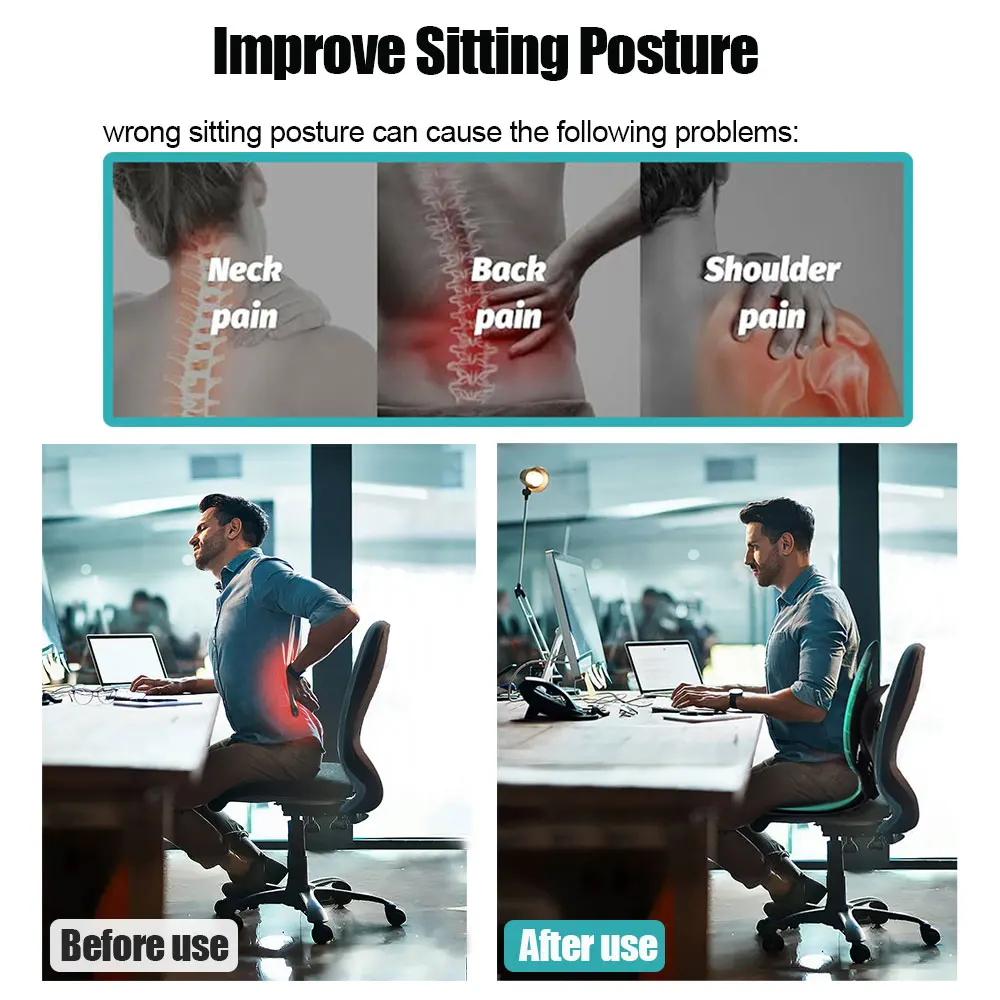 Improve Sitting Posture
wrong sitting posture can cause the following problems:
Neck
pain
Back
pain
Shoulder
pain
Before use
After use